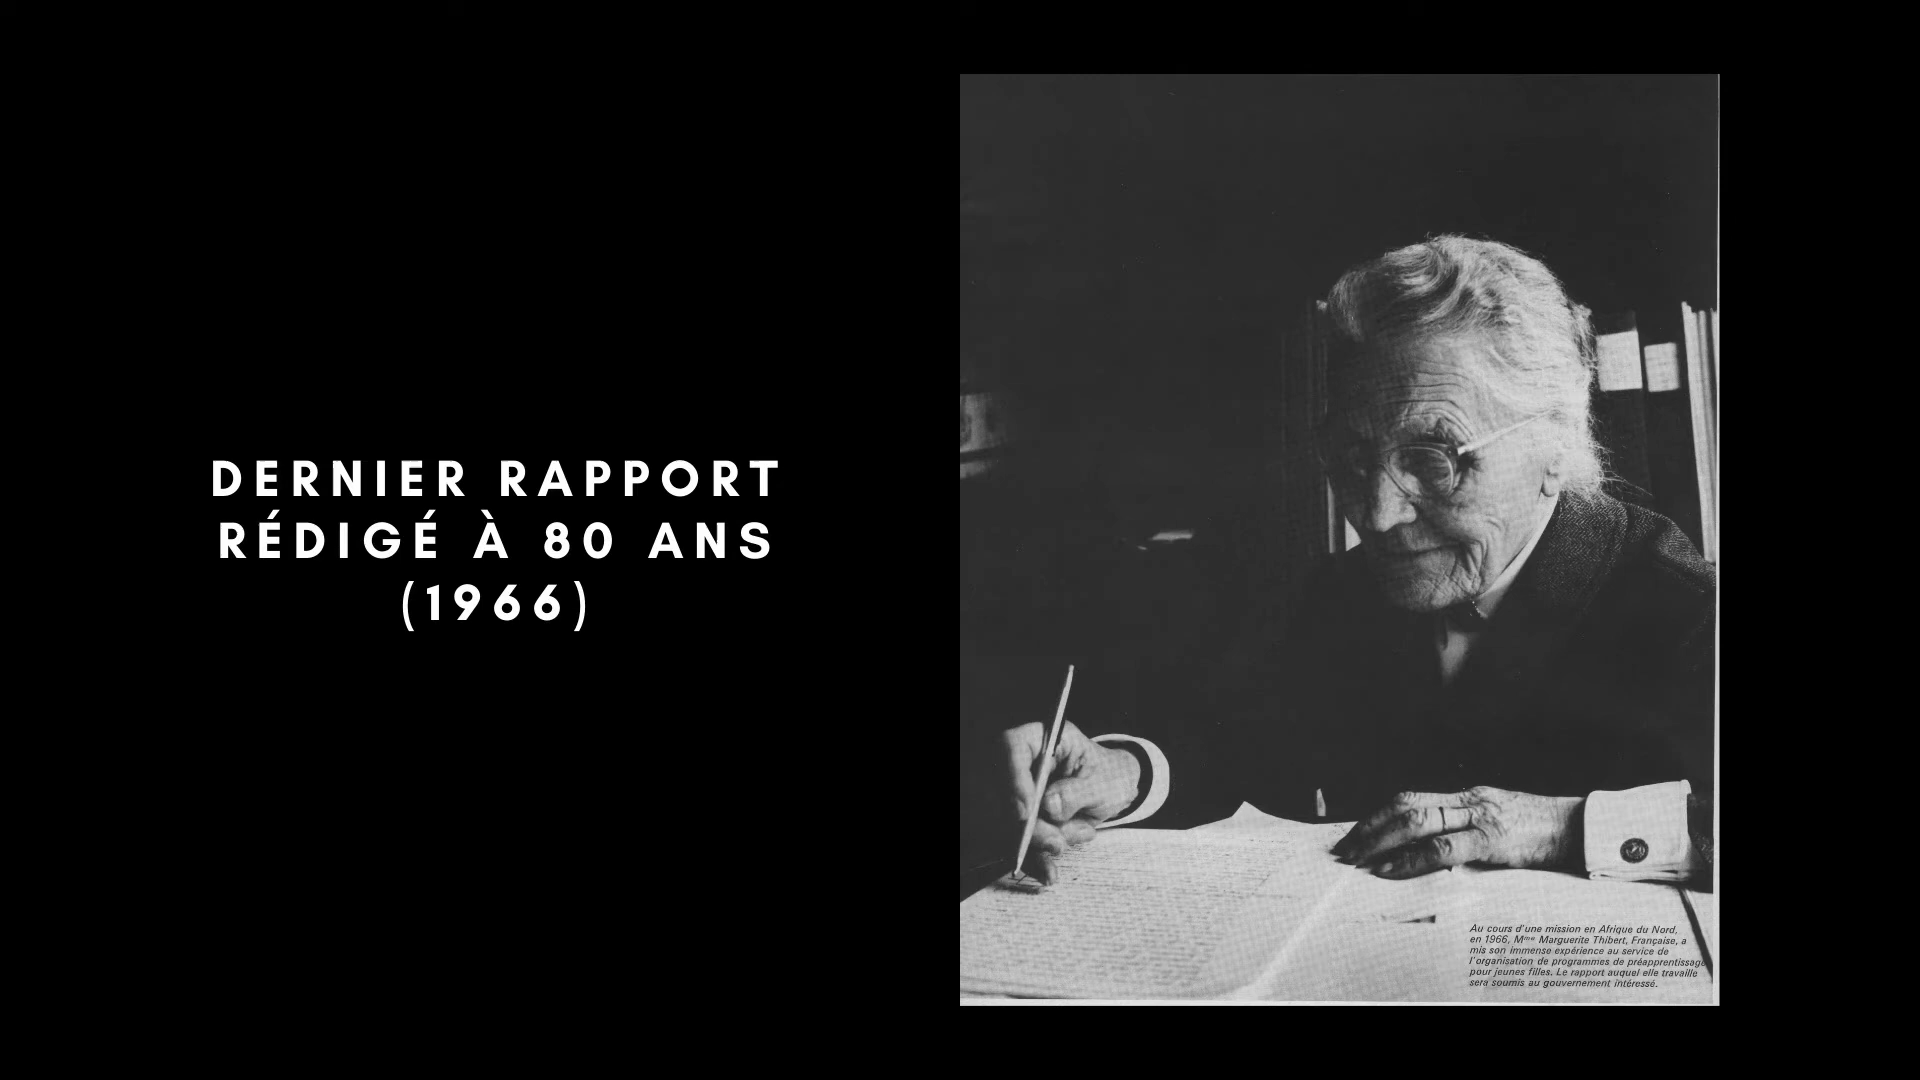 DERNIER RAPPORT
RÉDIGÉ À 80 ANS
(1966)
Au cours d'une mission en Afrique du Nord,
en 1966, Mme Marguerite Thibert, Française, a
mis son immense expérience au service de
l'organisation de programmes de préapprentissage
pour jeunes filles. Le rapport auquel elle travaille
sera soumis au gouvernement intéressé.